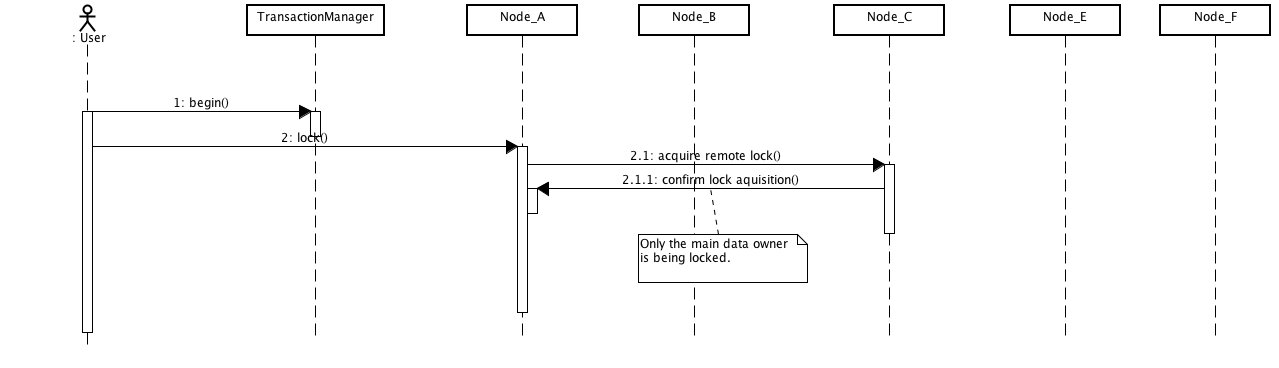 : User
TransactionManager
Node_A
Node_B
Node_C
Node_E
Node_F
1: begin()
2: lock()
2.1: acquire remote lock()
2.1.1: confirm lock aquisition()
Only the main data owner
is being locked.